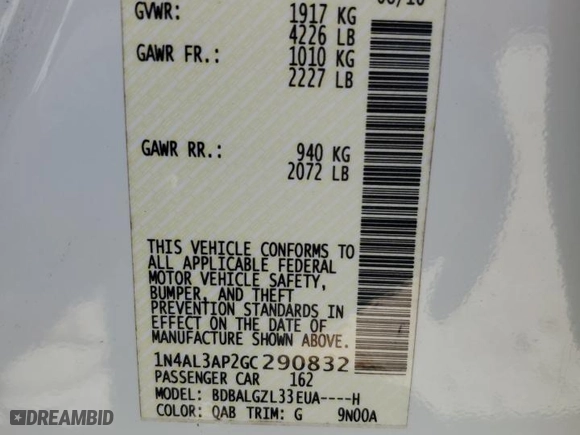 GVWR: 1917 KG
4226 LB
GAWR FR.: 1010 KG
2227 LB
GAWR RR.: 940 KG
2072 LB
THIS VEHICLE CONFORMS TO
ALL APPLICABLE FEDERAL
MOTOR VEHICLE SAFETY,
BUMPER, AND THEFT
PREVENTION STANDARDS IN
EFFECT ON THE DATE OF
MANUFACTURE SHOWN ABOVE.
1N4AL3AP2GC290832
PASSENGER CAR 162
MODEL: BDBALGZL33EUA----H
COLOR: QAB TRIM: G 9N00A
DREAMBID